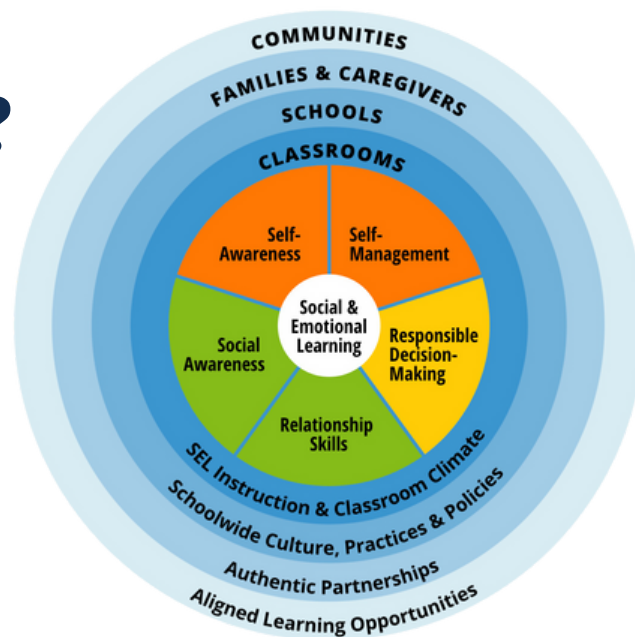 ?
COMMUNITIES
FAMILIES & CAREGIVERS
SCHOOLS
CLASSROOMS
Self-
Awareness
Self-
Management
Social
Awareness
Social &
Emotional
Learning
Responsible
Decision-
Making
Relationship
Skills
SEL Instruction & Classroom Climate
Schoolwide Culture, Practices & Policies
Authentic Partnerships
Aligned Learning Opportunities